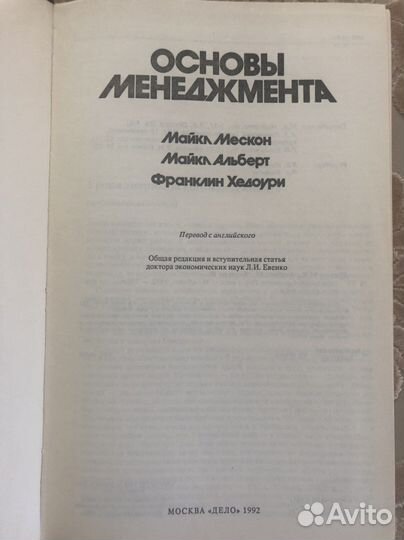 ОСНОВЫ
МЕНЕДЖМЕНТА
Майкл Мескон
Майкл Альберт
Франклин Хедоури
Перевод с английского
Общая редакция и вступительная статья
доктора экономических наук Л.И. Евенко
МОСКВА «ДЕЛО» 1992
Avito